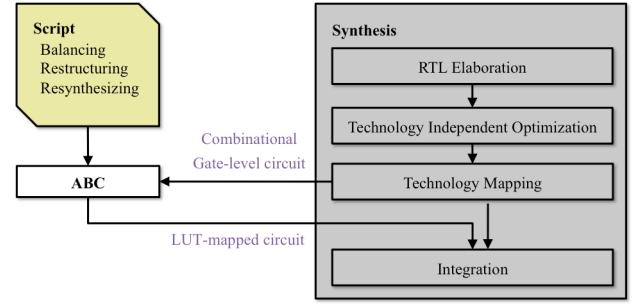 Script
Balancing
Restructuring
Resynthesizing
ABC
Combinational
Gate-level circuit
LUT-mapped circuit
Synthesis
RTL Elaboration
Technology Independent Optimization
Technology Mapping
Integration